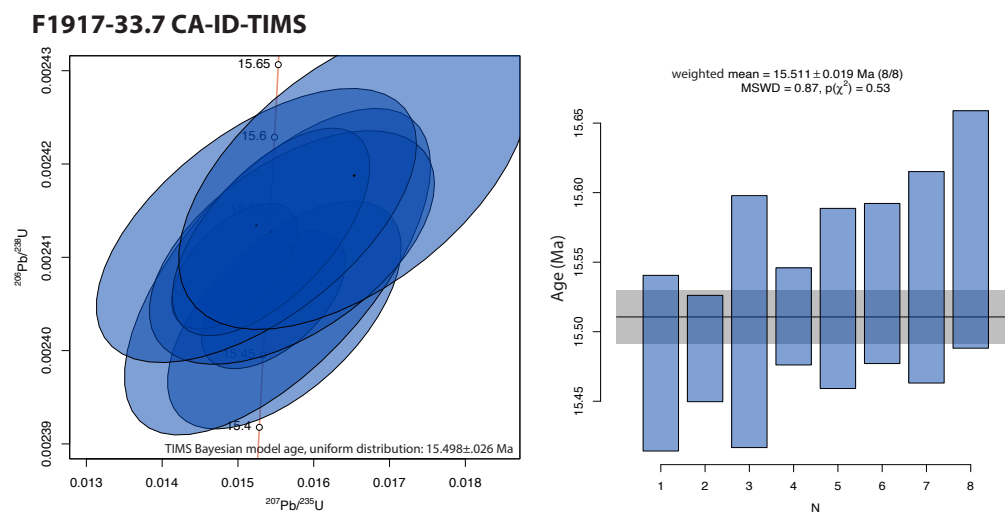 F1917-33.7 CA-ID-TIMS
0.00243
0.00242
0.00241
0.00240
0.00239
²⁰⁶Pb/²³⁸U
15.65
15.6
15.45
15.4
TIMS Bayesian model age, uniform distribution: 15.498±.026 Ma
0.013 0.014 0.015 0.016 0.017 0.018
²⁰⁷Pb/²³⁵U
weighted mean = 15.511 ± 0.019 Ma (8/8)
MSWD = 0.87, p(χ²) = 0.53
15.65
15.60
15.55
15.50
15.45
Age (Ma)
1 2 3 4 5 6 7 8
N